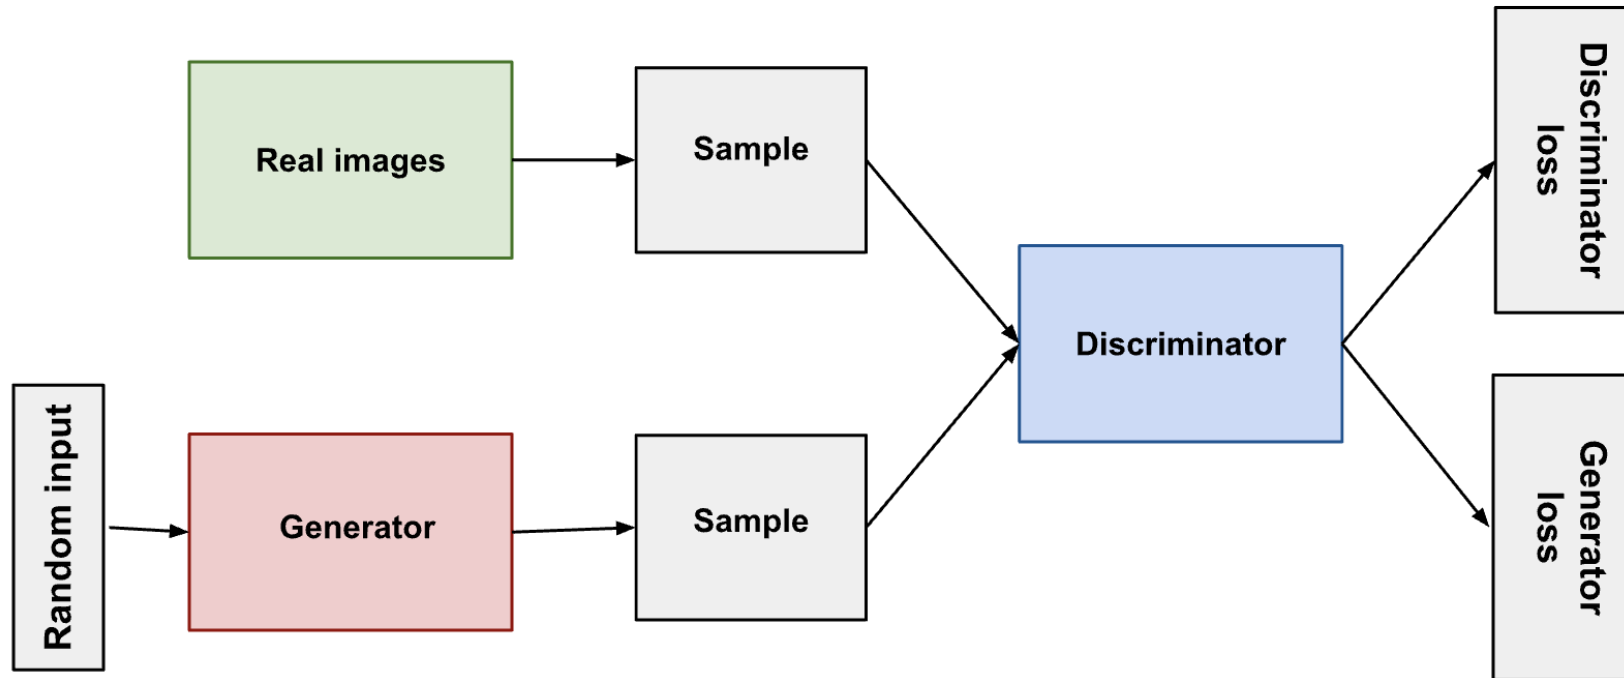 Real images
Sample
Discriminator
loss
Discriminator
Random input
Generator
Sample
Generator
loss